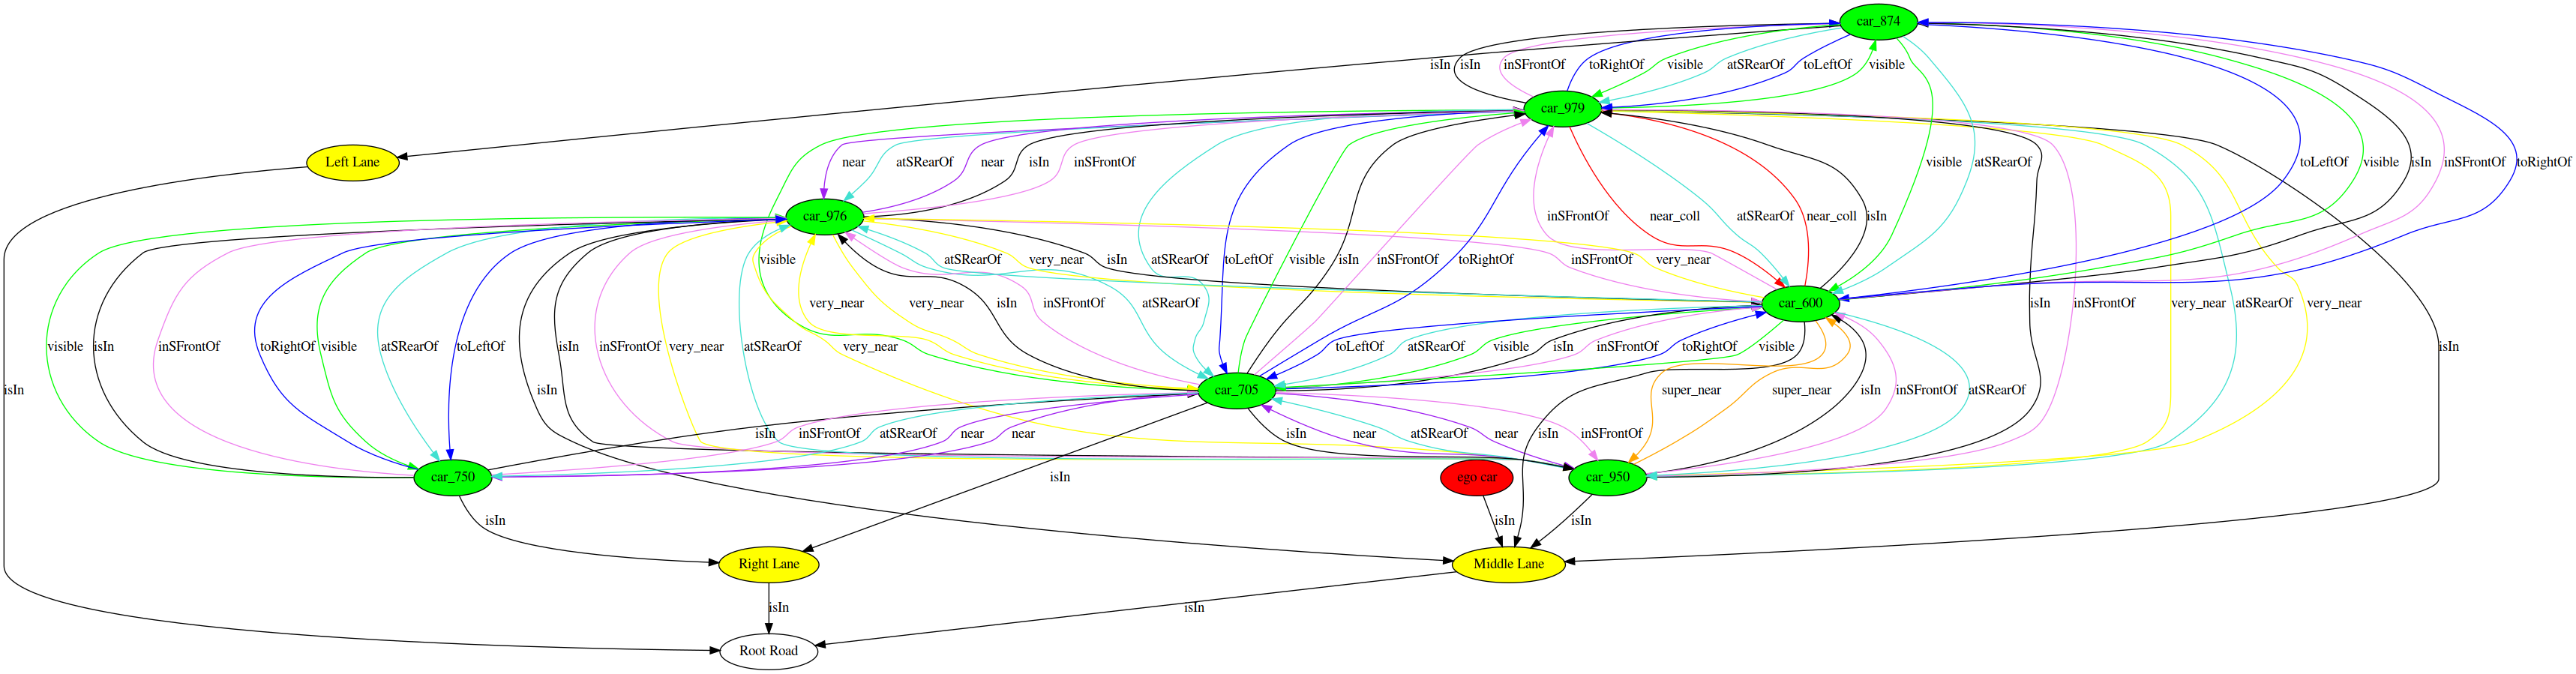 car_874
isIn isIn inSFrontOf toRightOf visible atSRearOf toLeftOf visible
car_979
Left Lane near atSRearOf near isIn inSFrontOf visible atSRearOf toLeftOf visible isIn inSFrontOf toRightOf
car_976 inSFrontOf near_coll atSRearOf near_coll isIn
visible atSRearOf very_near isIn atSRearOf toLeftOf visible isIn inSFrontOf toRightOf inSFrontOf very_near
very_near very_near isIn inSFrontOf atSRearOf car_600 isIn inSFrontOf very_near atSRearOf very_near
visible isIn inSFrontOf toRightOf visible atSRearOf toLeftOf isIn isIn inSFrontOf very_near atSRearOf very_near toLeftOf atSRearOf visible isIn inSFrontOf toRightOf visible isIn
isIn isIn car_705 super_near super_near isIn inSFrontOf atSRearOf
isIn inSFrontOf atSRearOf near near isIn near atSRearOf near inSFrontOf isIn
car_750 isIn ego car car_950
isIn isIn isIn
Right Lane Middle Lane
isIn isIn
Root Road